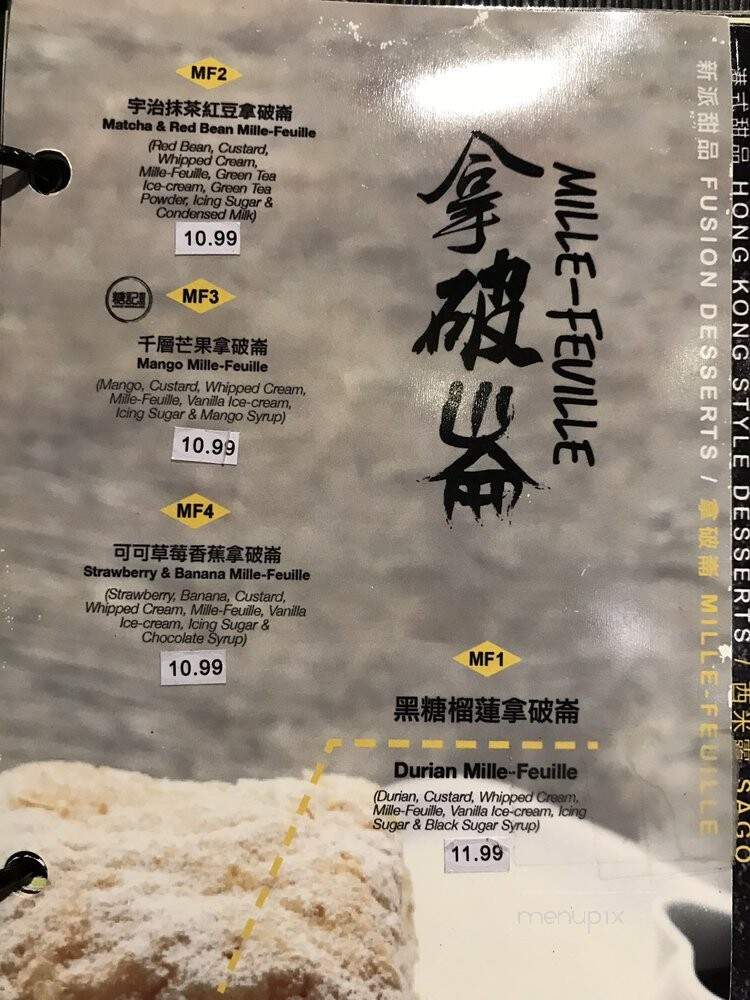 MF2
宇治抹茶紅豆拿破崙
Matcha & Red Bean Mille-Feuille
(Red Bean, Custard,
Whipped Cream,
Mille-Feuille, Green Tea
Ice-cream, Green Tea
Powder, Icing Sugar &
Condensed Milk)
10.99
糖記
MF3
千層芒果拿破崙
Mango Mille-Feuille
(Mango, Custard, Whipped Cream,
Mille-Feuille, Vanilla Ice-cream,
Icing Sugar & Mango Syrup)
10.99
MF4
可可草莓香蕉拿破崙
Strawberry & Banana Mille-Feuille
(Strawberry, Banana, Custard,
Whipped Cream, Mille-Feuille, Vanilla
Ice-cream, Icing Sugar &
Chocolate Syrup)
10.99
拿破崙
MILLE-FEUILLE
MF1
黑糖榴蓮拿破崙
Durian Mille-Feuille
(Durian, Custard, Whipped Cream,
Mille-Feuille, Vanilla Ice-cream, Icing
Sugar & Black Sugar Syrup)
11.99
新派甜品 FUSION DESSERTS / 拿破崙 MILLE-FEUILLE
港式甜品 HONG KONG STYLE DESSERTS / 西米露 SAGO
menupix